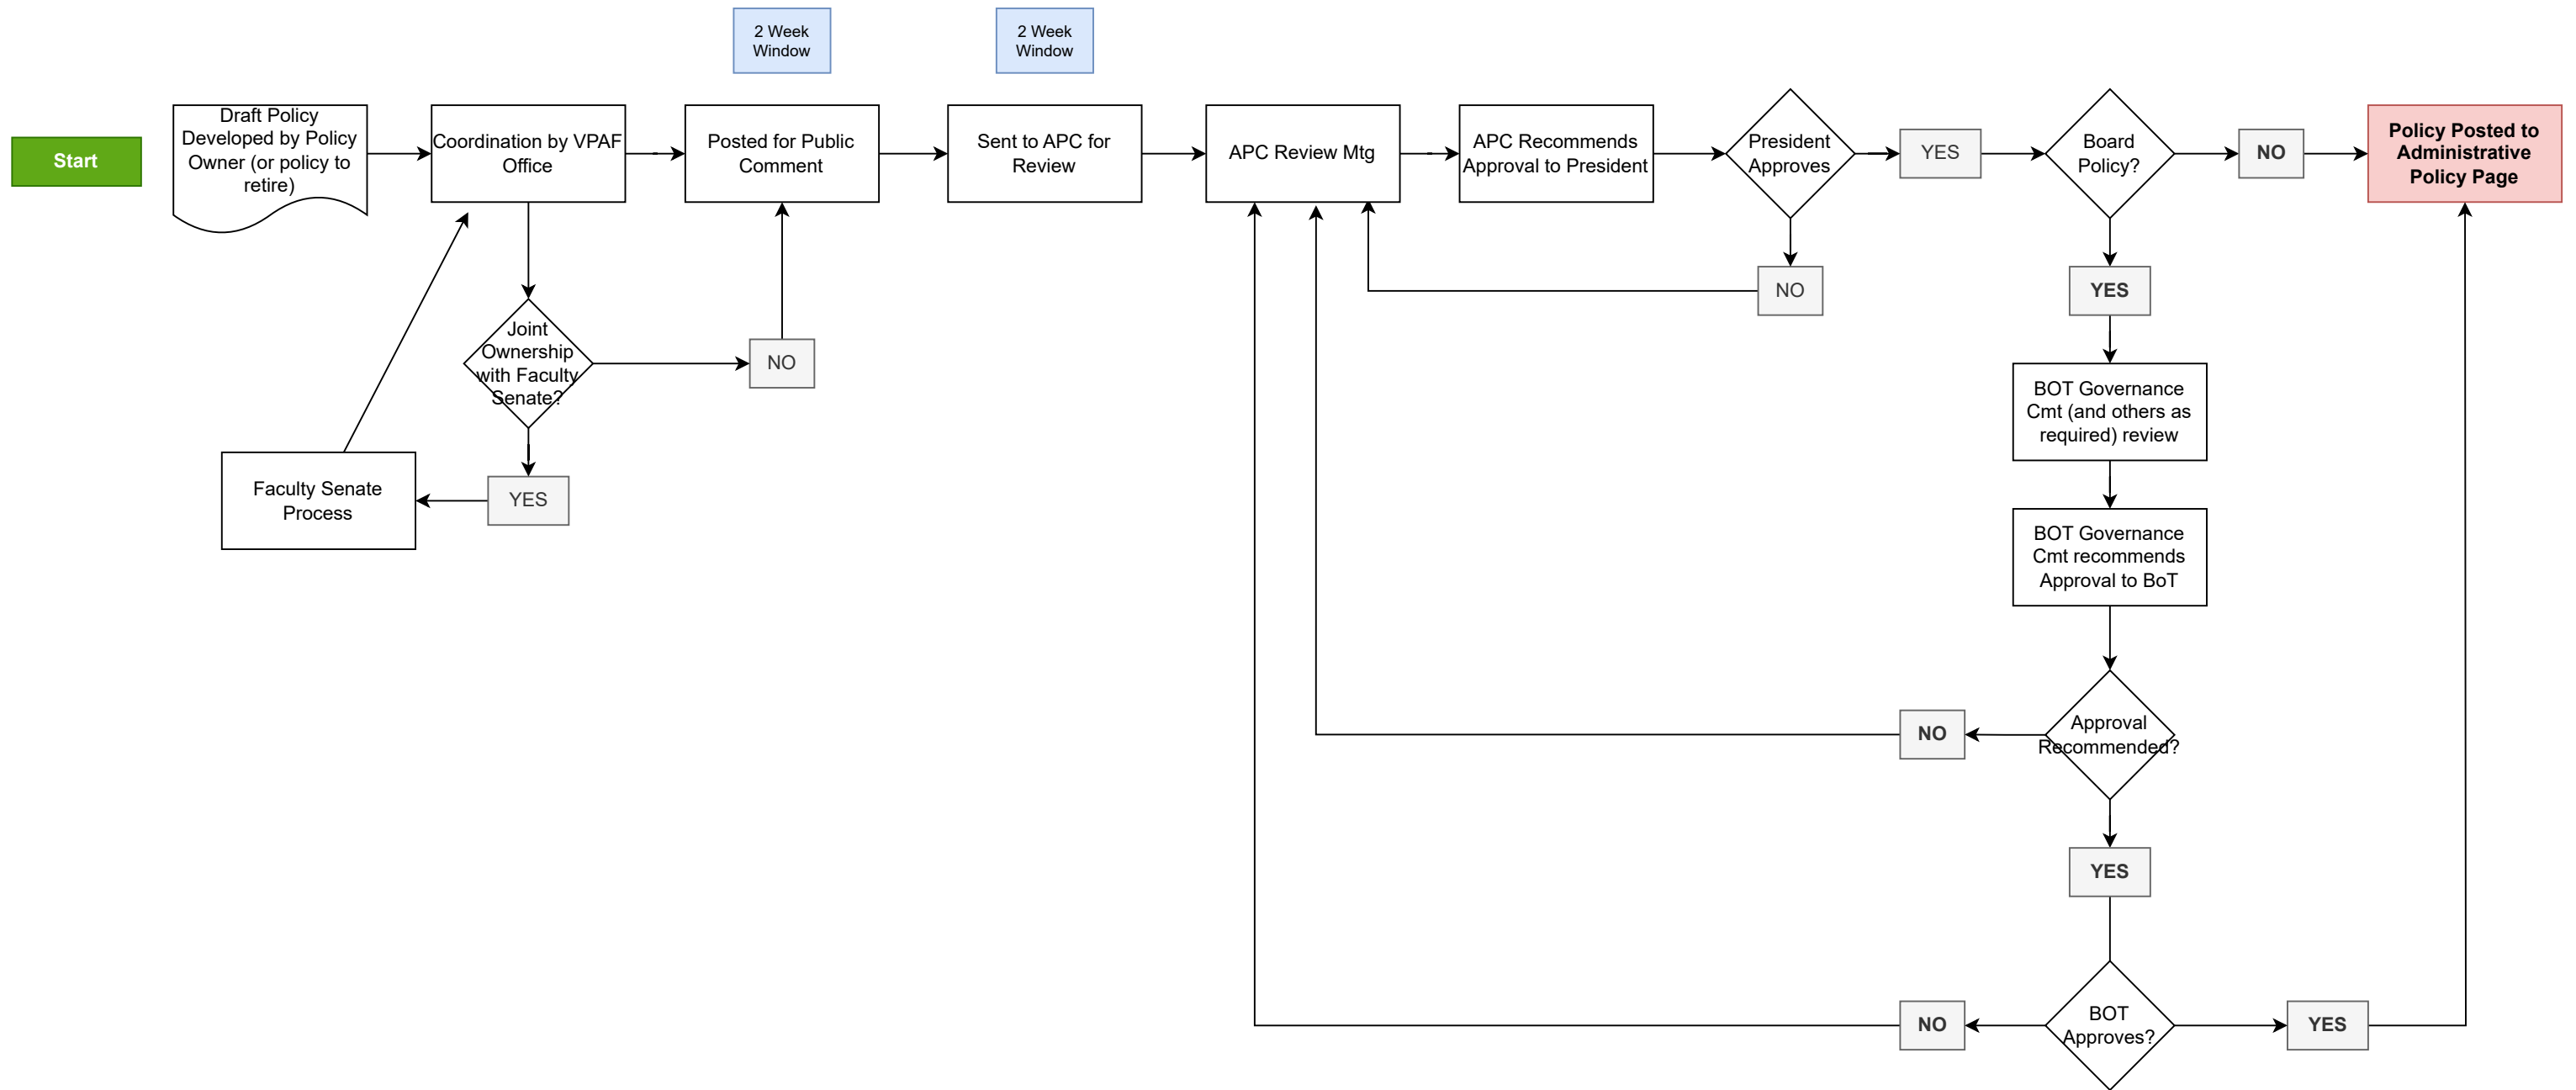 2 Week
Window
2 Week
Window
Start
Draft Policy
Developed by Policy
Owner (or policy to
retire)
Coordination by VPAF
Office
Posted for Public
Comment
Sent to APC for
Review
APC Review Mtg
APC Recommends
Approval to President
President
Approves
YES
Board
Policy?
NO
Policy Posted to
Administrative
Policy Page
NO
YES
Joint
Ownership
with Faculty
Senate?
NO
BOT Governance
Cmt (and others as
required) review
Faculty Senate
Process
YES
BOT Governance
Cmt recommends
Approval to BoT
NO
Approval
Recommended?
YES
NO
BOT
Approves?
YES